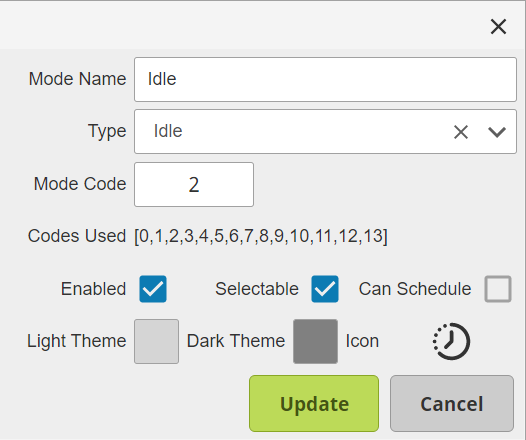 Mode Name Idle
Type Idle
Mode Code 2
Codes Used [0,1,2,3,4,5,6,7,8,9,10,11,12,13]
Enabled Selectable Can Schedule
Light Theme Dark Theme Icon
Update Cancel